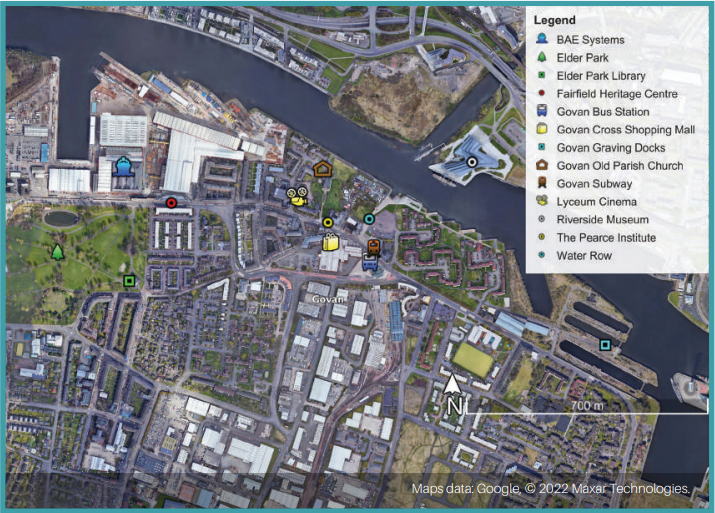 Legend
BAE Systems
Elder Park
Elder Park Library
Fairfield Heritage Centre
Govan Bus Station
Govan Cross Shopping Mall
Govan Graving Docks
Govan Old Parish Church
Govan Subway
Lyceum Cinema
Riverside Museum
The Pearce Institute
Water Row
Govan
N
700 m
Maps data: Google, © 2022 Maxar Technologies.